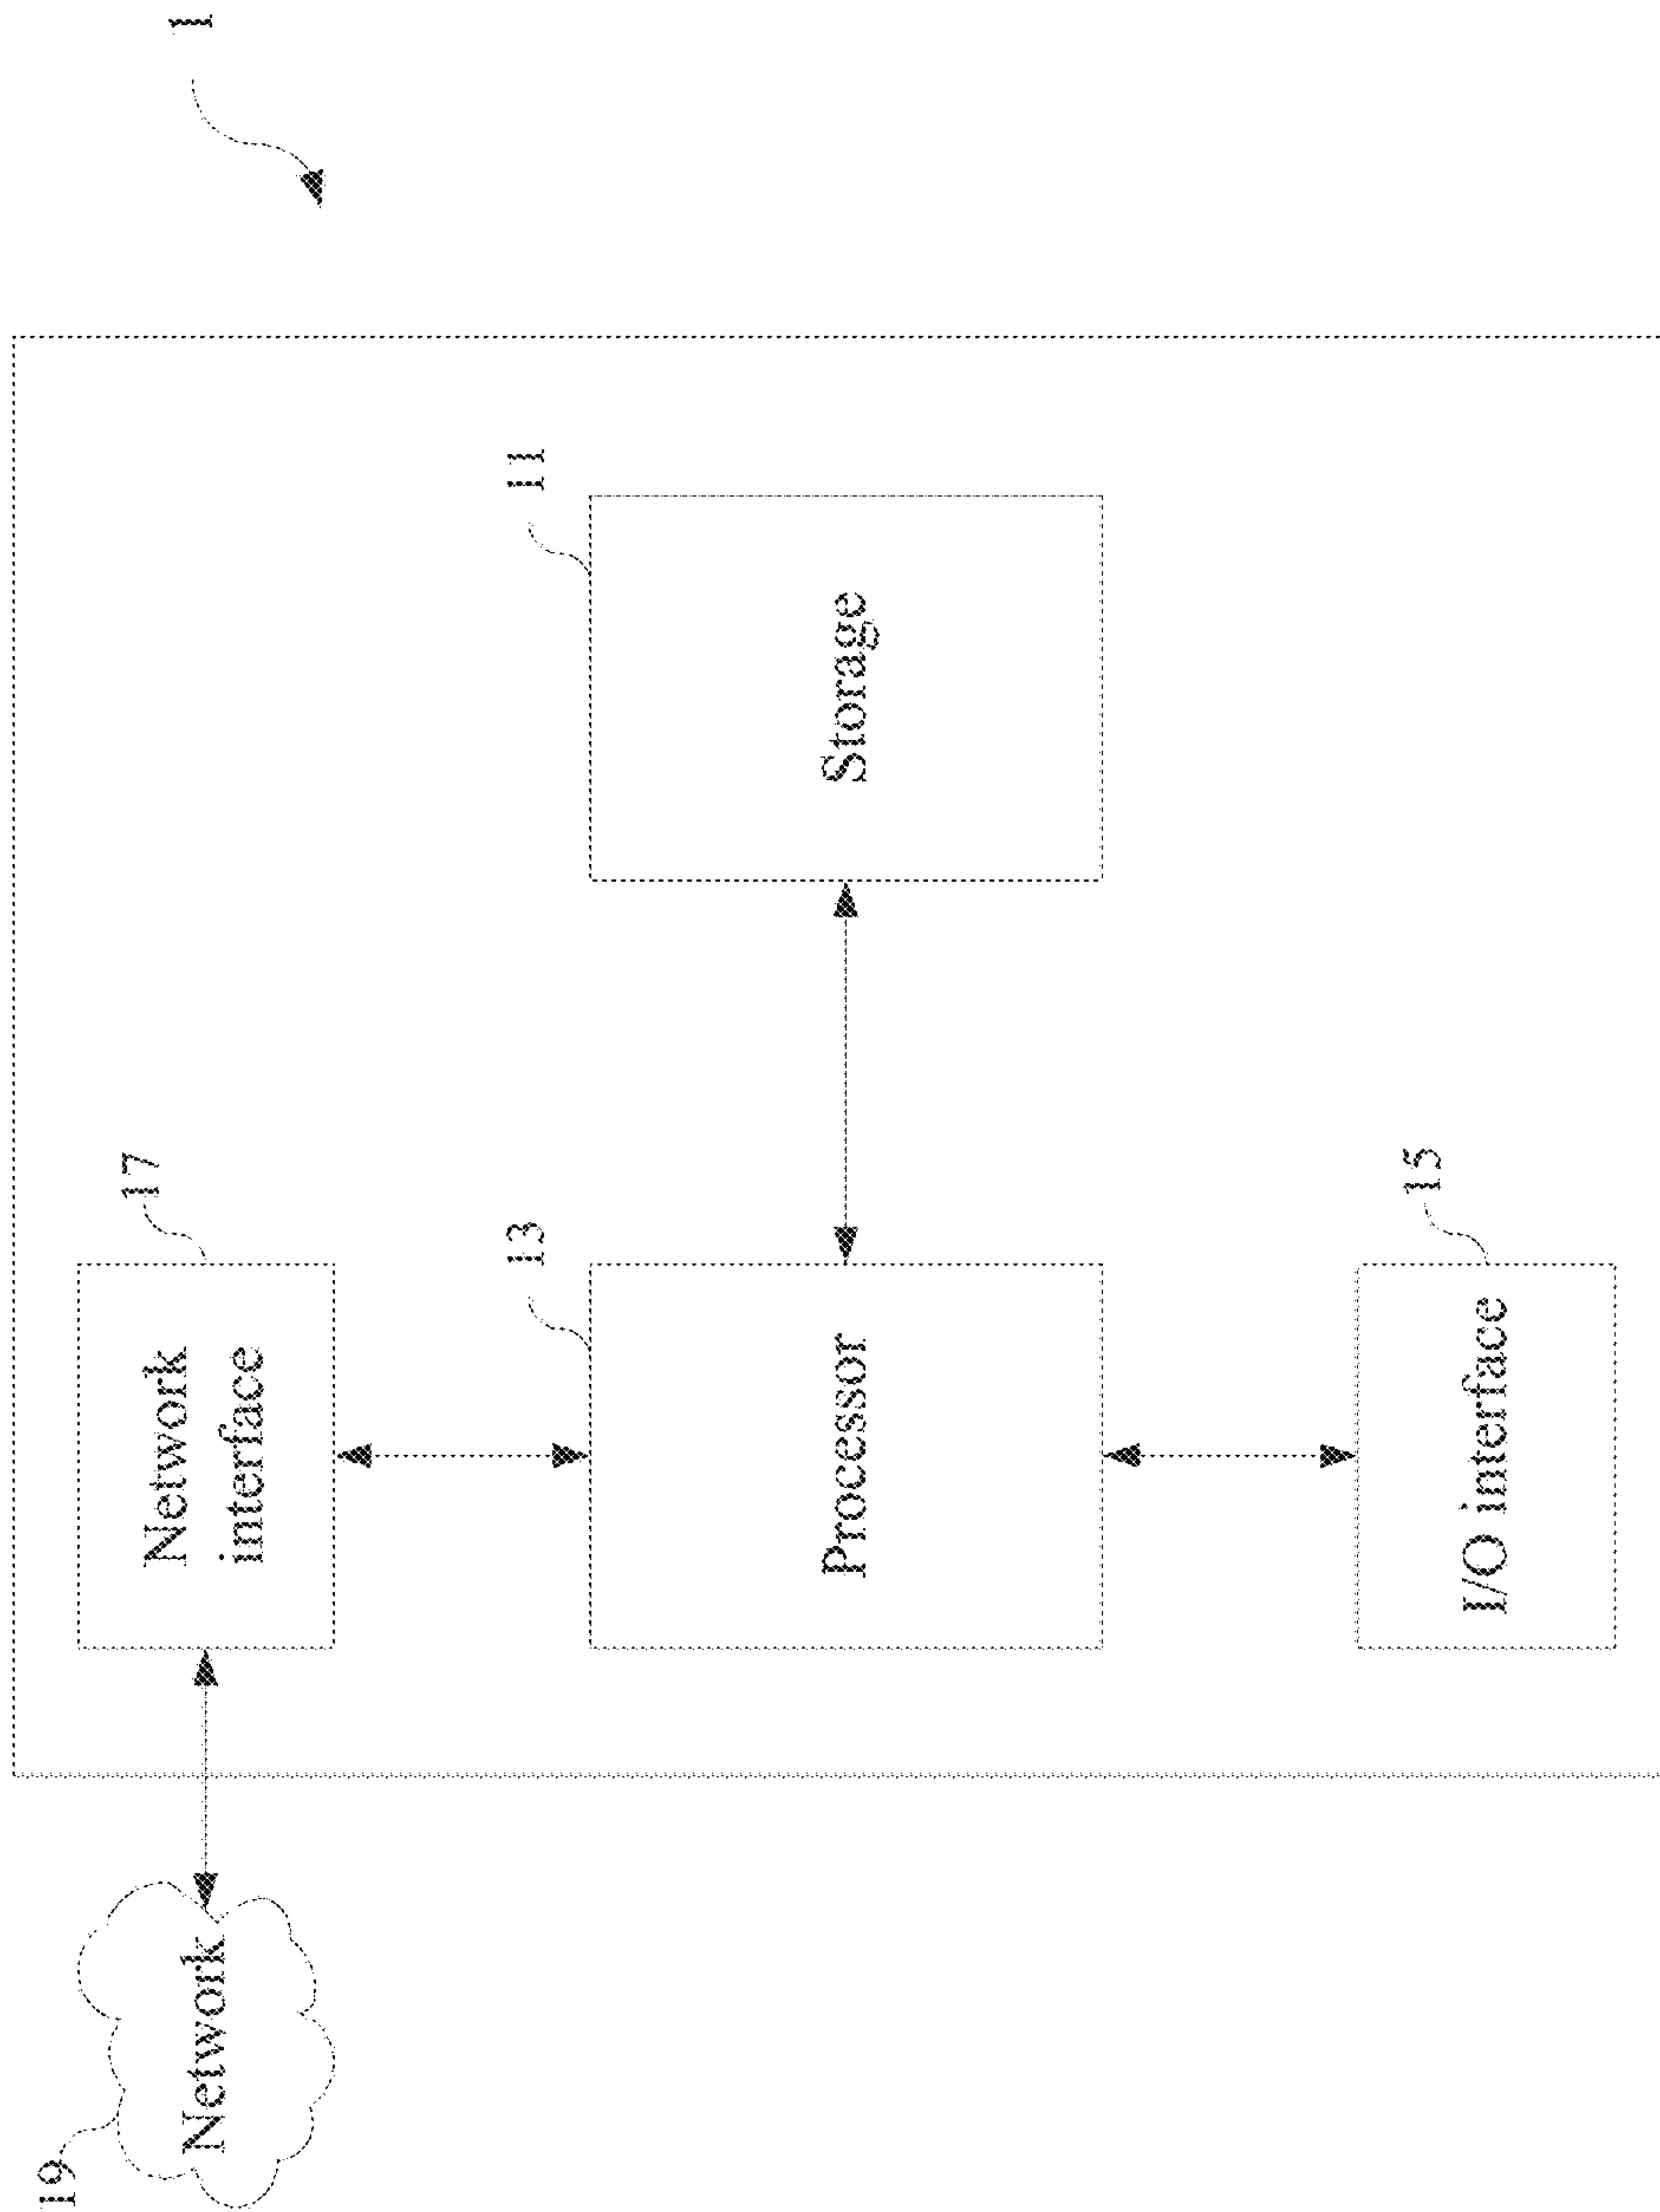 1
19
Network
Network
interface
17
Processor
13
Storage
11
I/O interface
15